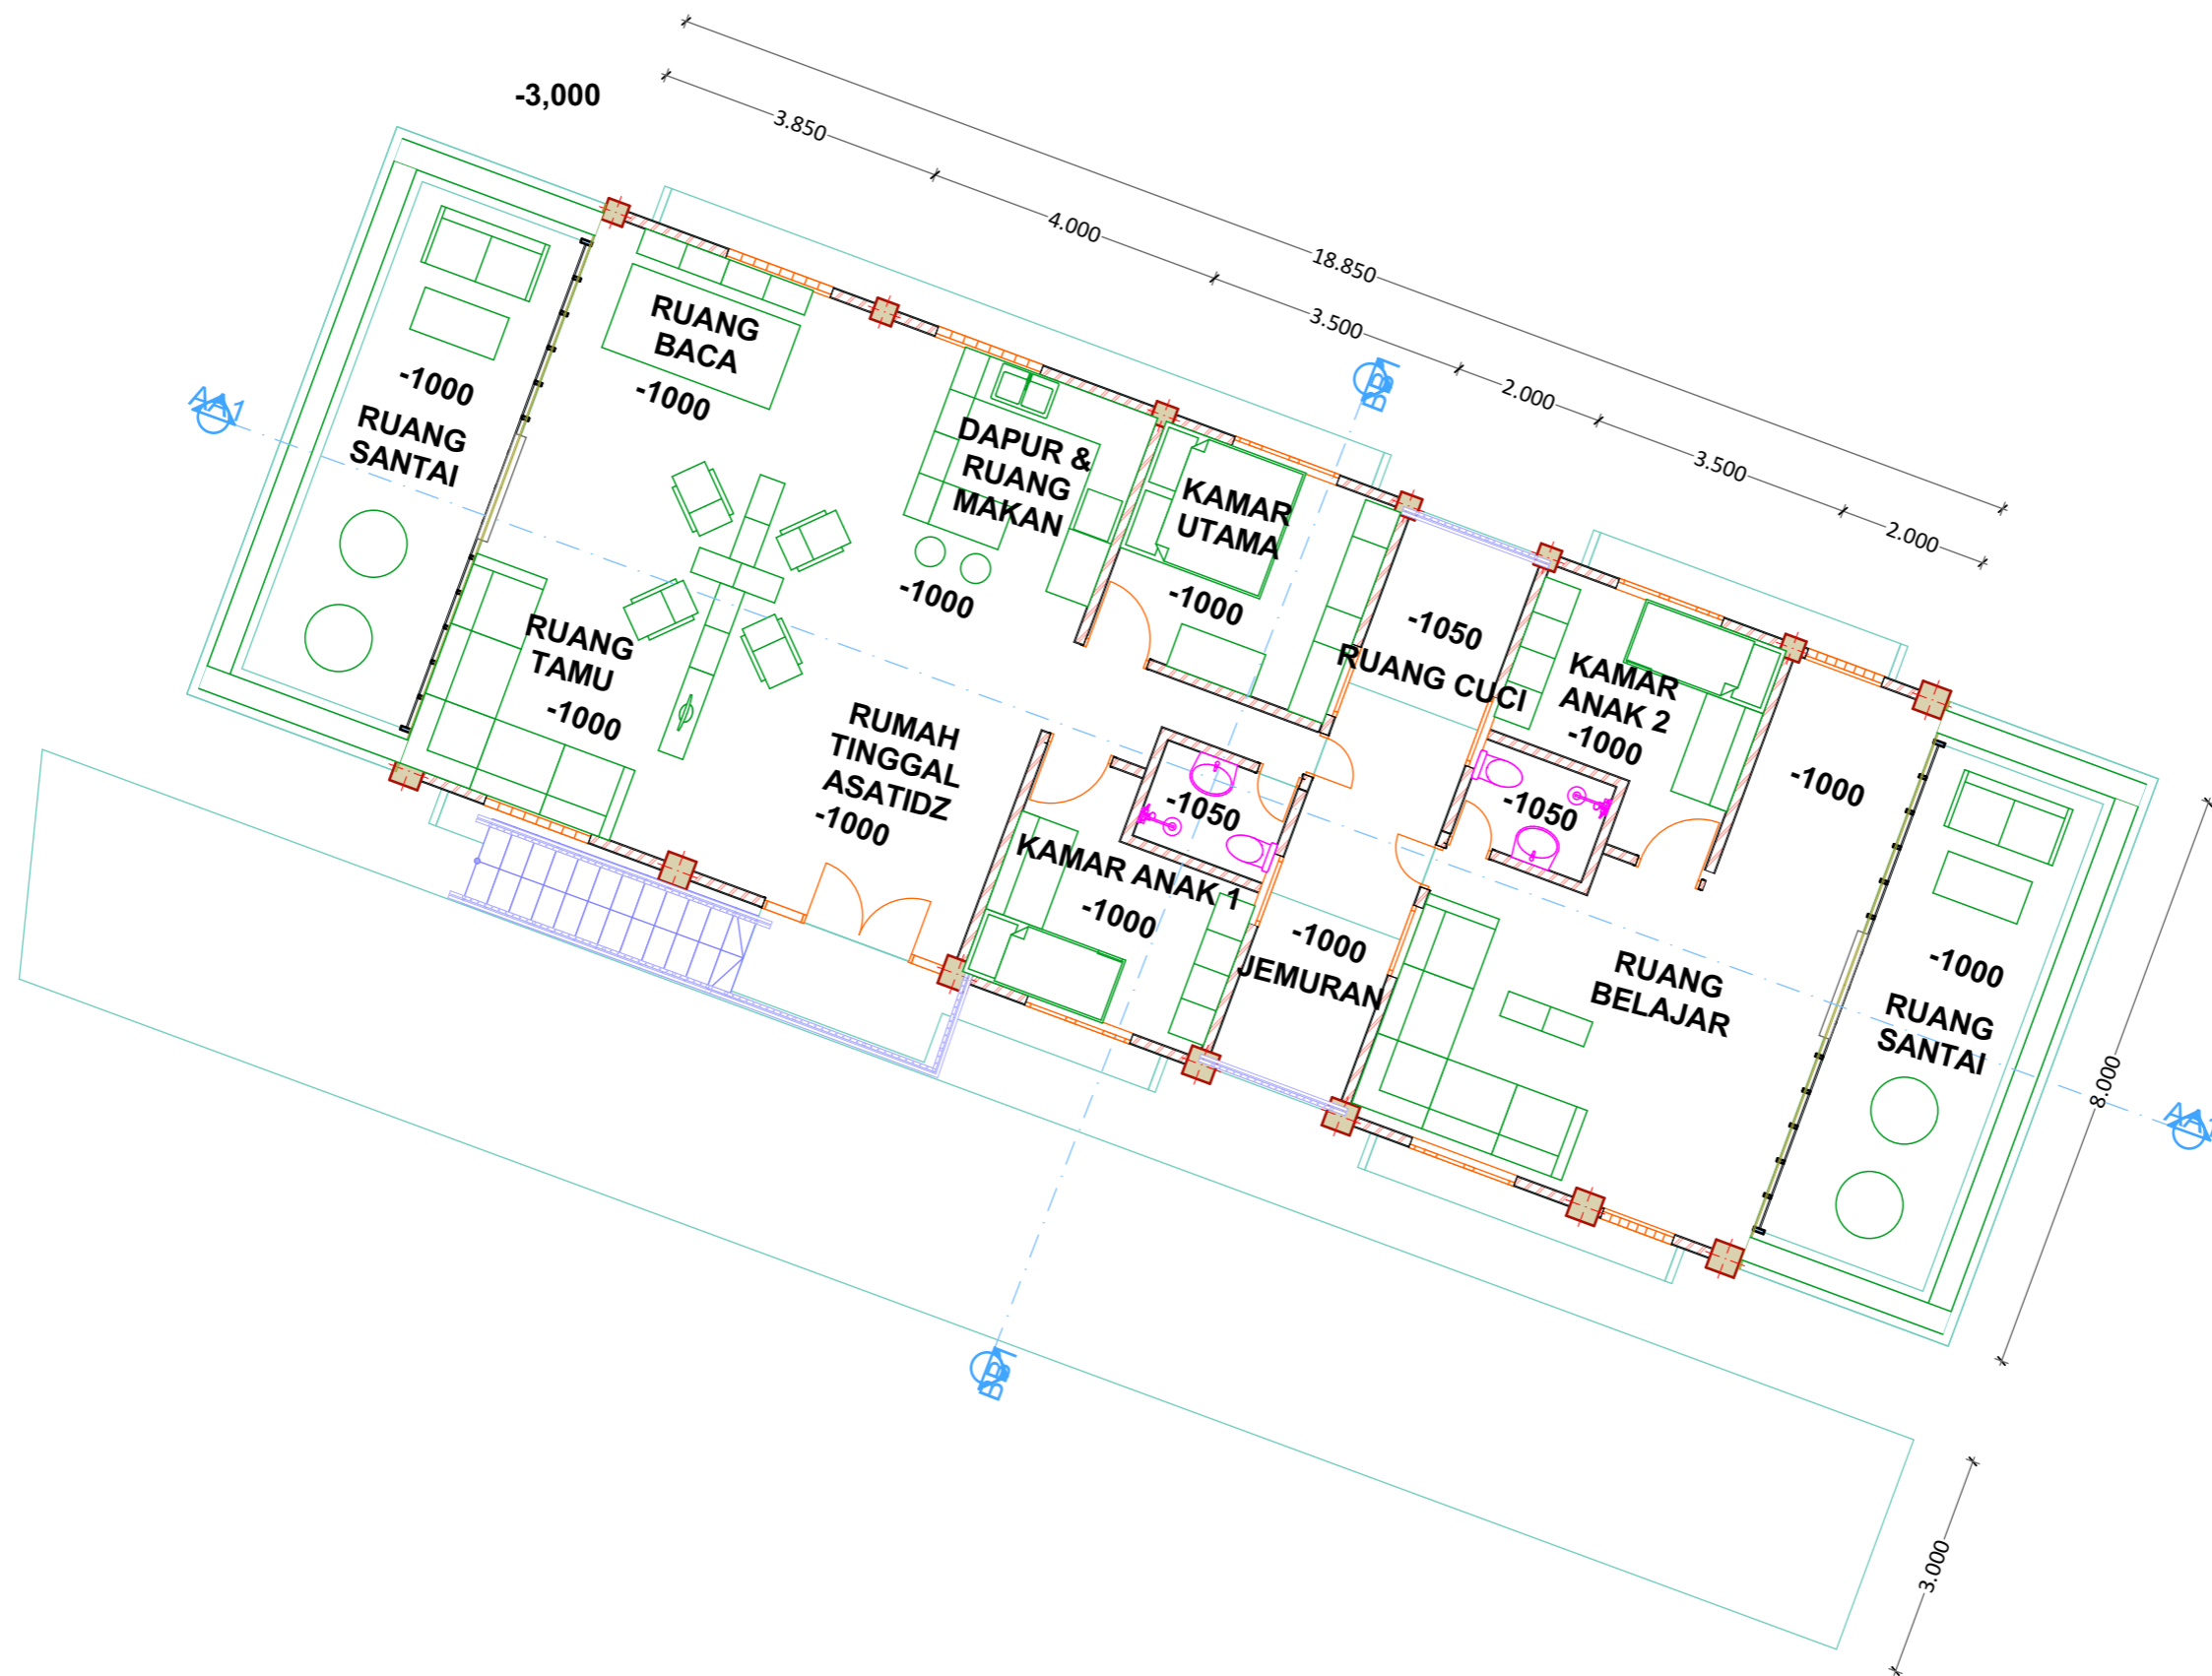 -3,000
3.850
4.000
18.850
3.500
2.000
3.500
2.000
RUANG
BACA
-1000
-1000
RUANG
SANTAI
DAPUR &
RUANG
MAKAN
-1000
KAMAR
UTAMA
-1000
-1050
RUANG CUCI
KAMAR
ANAK 2
-1000
-1000
RUANG
TAMU
-1000
RUMAH
TINGGAL
ASATIDZ
-1000
-1050
-1050
KAMAR ANAK 1
-1000
-1000
JEMURAN
RUANG
BELAJAR
-1000
RUANG
SANTAI
8.000
3.000